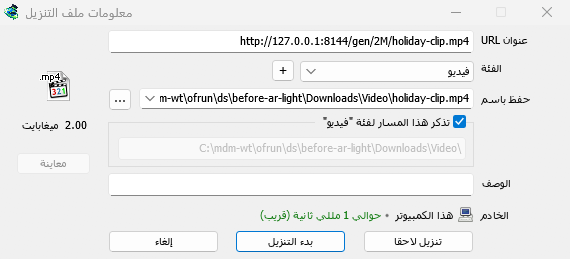 معلومات ملف التنزيل
عنوان URL
http://127.0.0.1:8144/gen/2M/holiday-clip.mp4
الفئة
فيديو
+
.mp4
321
حفظ باسم
m-wt\ofrun\ds\before-ar-light\Downloads\Video\holiday-clip.mp4
...
2.00 ميغابايت
تذكر هذا المسار لفئة "فيديو"
C:\mdm-wt\ofrun\ds\before-ar-light\Downloads\Video\
معاينة
الوصف
الخادم
هذا الكمبيوتر • حوالي 1 مللي ثانية (قريب)
تنزيل لاحقا
بدء التنزيل
إلغاء